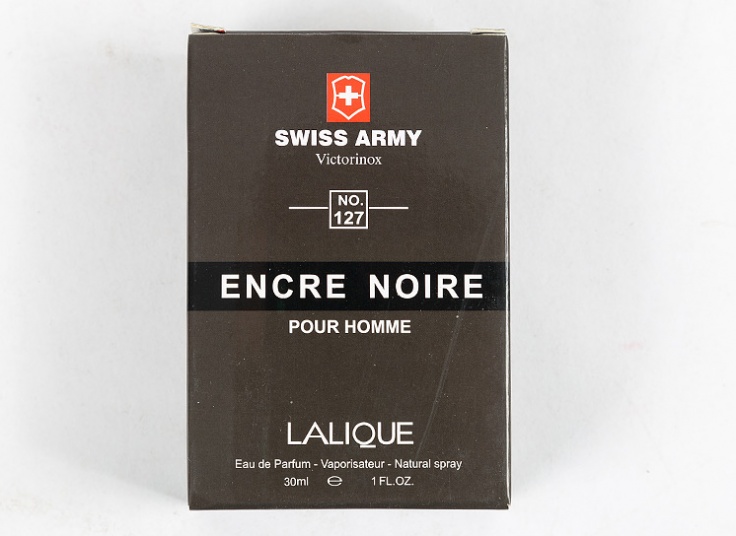 SWISS ARMY
Victorinox
NO.
127
ENCRE NOIRE
POUR HOMME
LALIQUE
Eau de Parfum - Vaporisateur - Natural spray
30ml ℮ 1 FL.OZ.